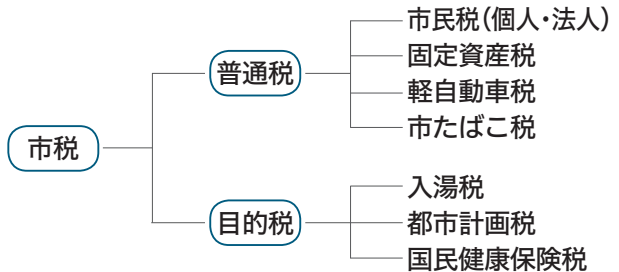 市税
普通税
市民税(個人・法人)
固定資産税
軽自動車税
市たばこ税
目的税
入湯税
都市計画税
国民健康保険税